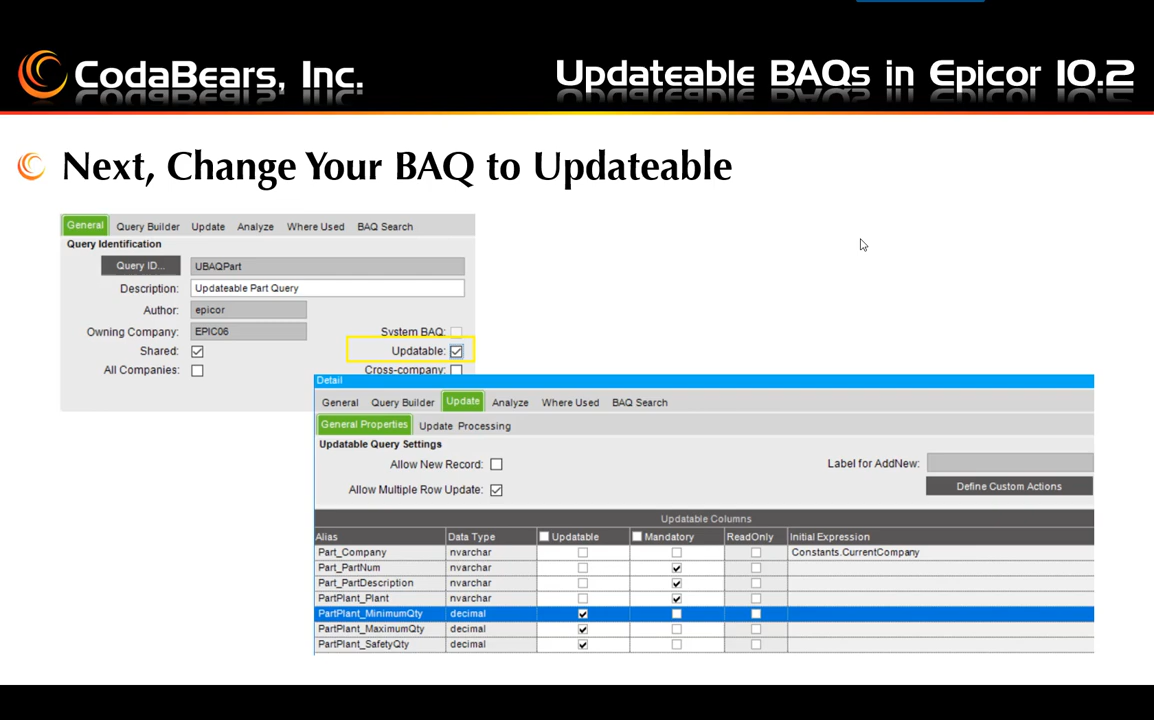 CodaBears, Inc.
Updateable BAQs in Epicor 10.2
Next, Change Your BAQ to Updateable
General Query Builder Update Analyze Where Used BAQ Search
Query Identification
Query ID... UBAQPart
Description: Updateable Part Query
Author: epicor
Owning Company: EPIC06 System BAQ:
Shared: Updatable:
All Companies: Cross-company:
Detail
General Query Builder Update Analyze Where Used BAQ Search
General Properties Update Processing
Updatable Query Settings
Allow New Record: Label for AddNew:
Allow Multiple Row Update: Define Custom Actions
Updatable Columns
Alias Data Type Updatable Mandatory ReadOnly Initial Expression
Part_Company nvarchar Constants.CurrentCompany
Part_PartNum nvarchar
Part_PartDescription nvarchar
PartPlant_Plant nvarchar
PartPlant_MinimumQty decimal
PartPlant_MaximumQty decimal
PartPlant_SafetyQty decimal